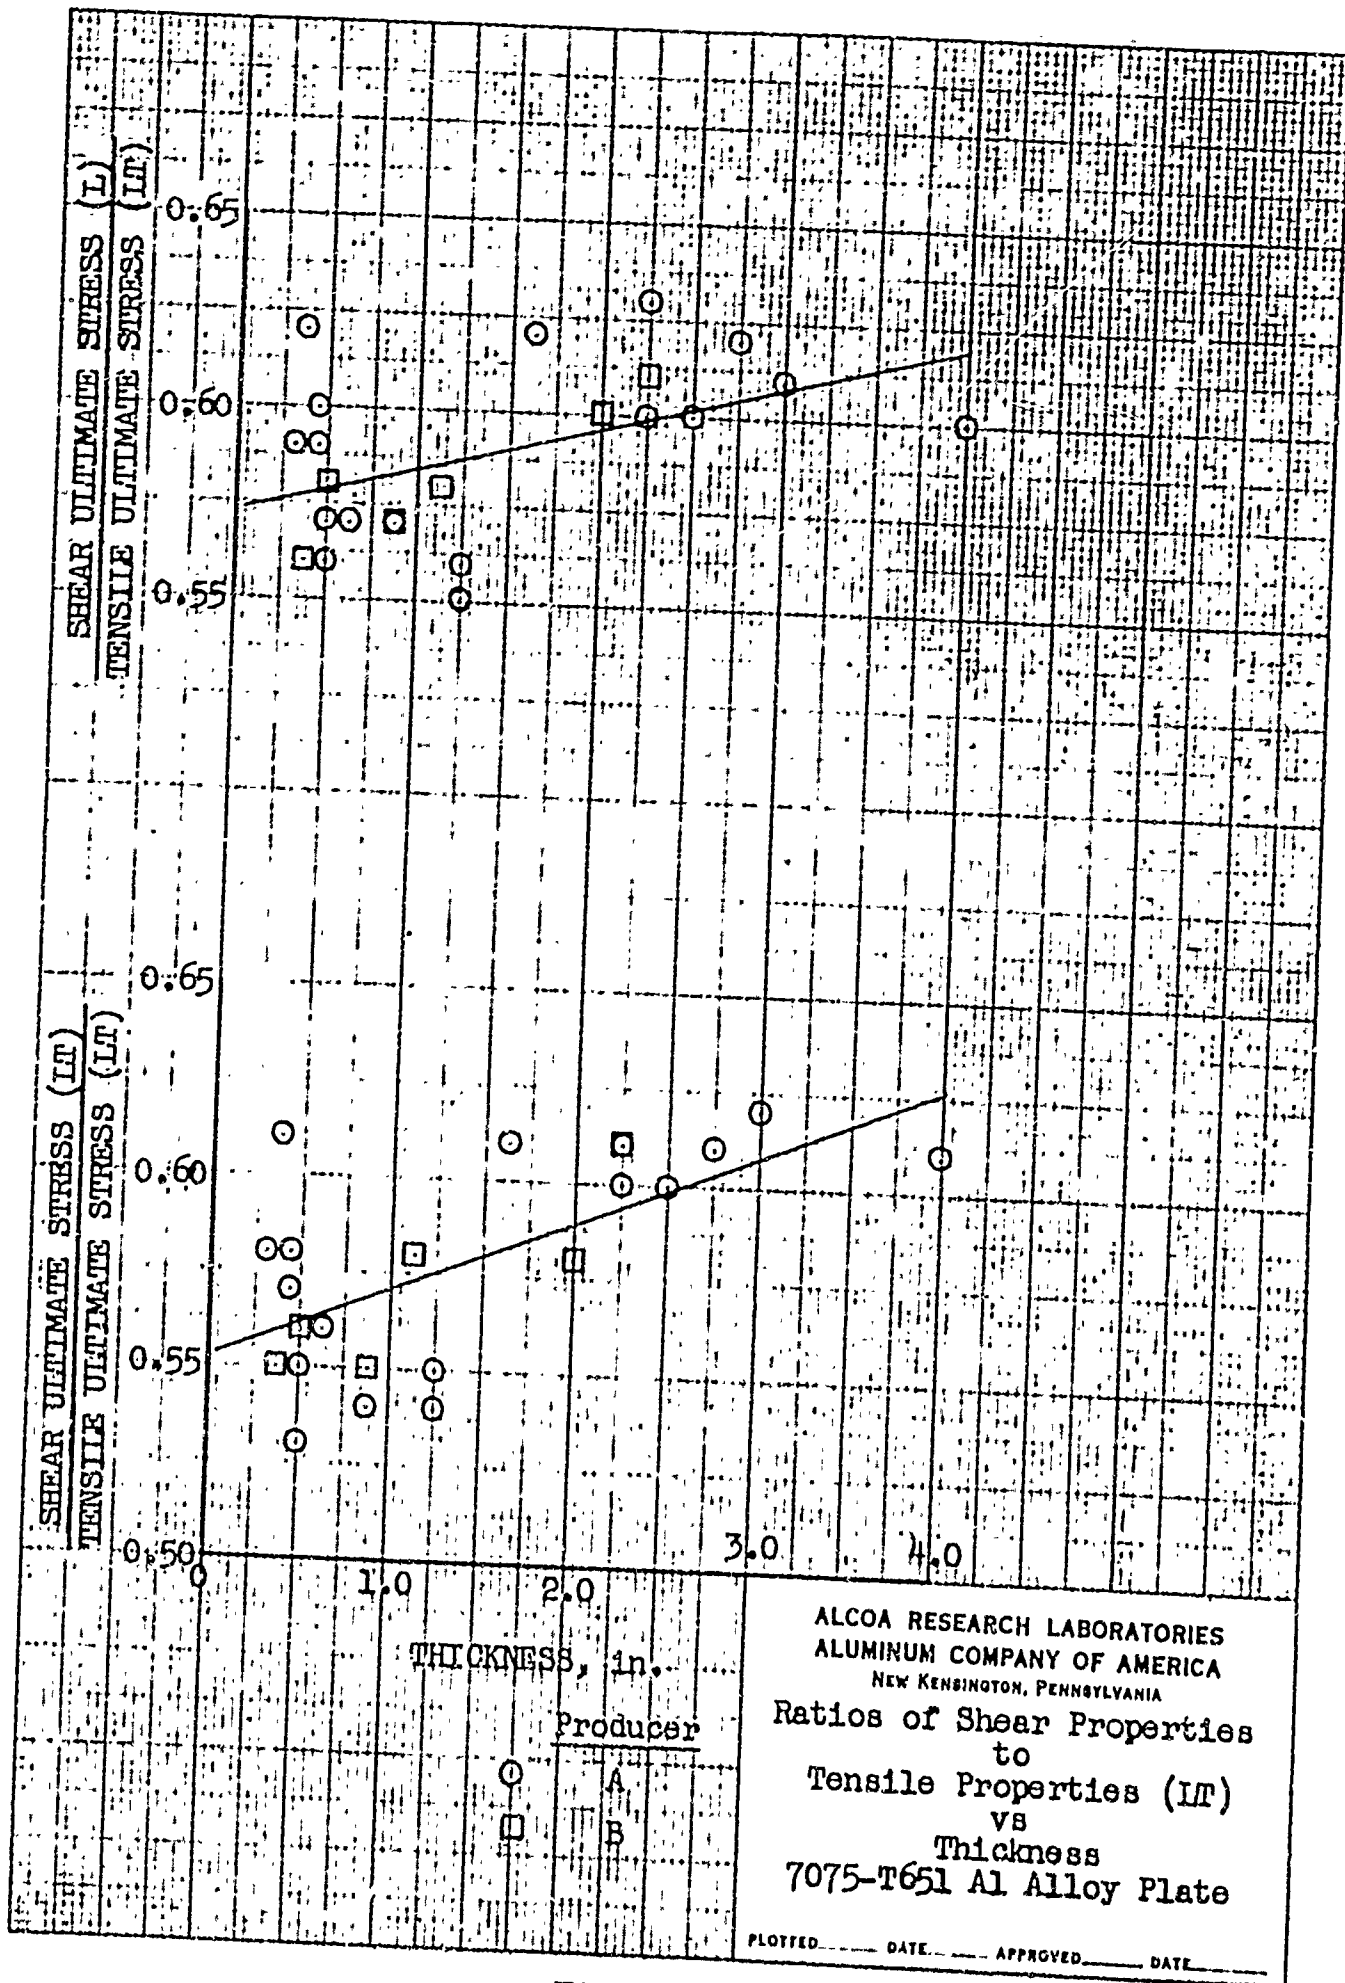 SHEAR ULTIMATE STRESS (L)
TENSILE ULTIMATE STRESS (LT)
0.65
0.60
0.55
SHEAR ULTIMATE STRESS (LT)
TENSILE ULTIMATE STRESS (LT)
0.65
0.60
0.55
0.50
0
1.0
2.0
3.0
4.0
THICKNESS, in.
Producer
A
B
ALCOA RESEARCH LABORATORIES
ALUMINUM COMPANY OF AMERICA
NEW KENSINGTON, PENNSYLVANIA
Ratios of Shear Properties
to
Tensile Properties (LT)
vs
Thickness
7075-T651 Al Alloy Plate
PLOTTED DATE APPROVED DATE